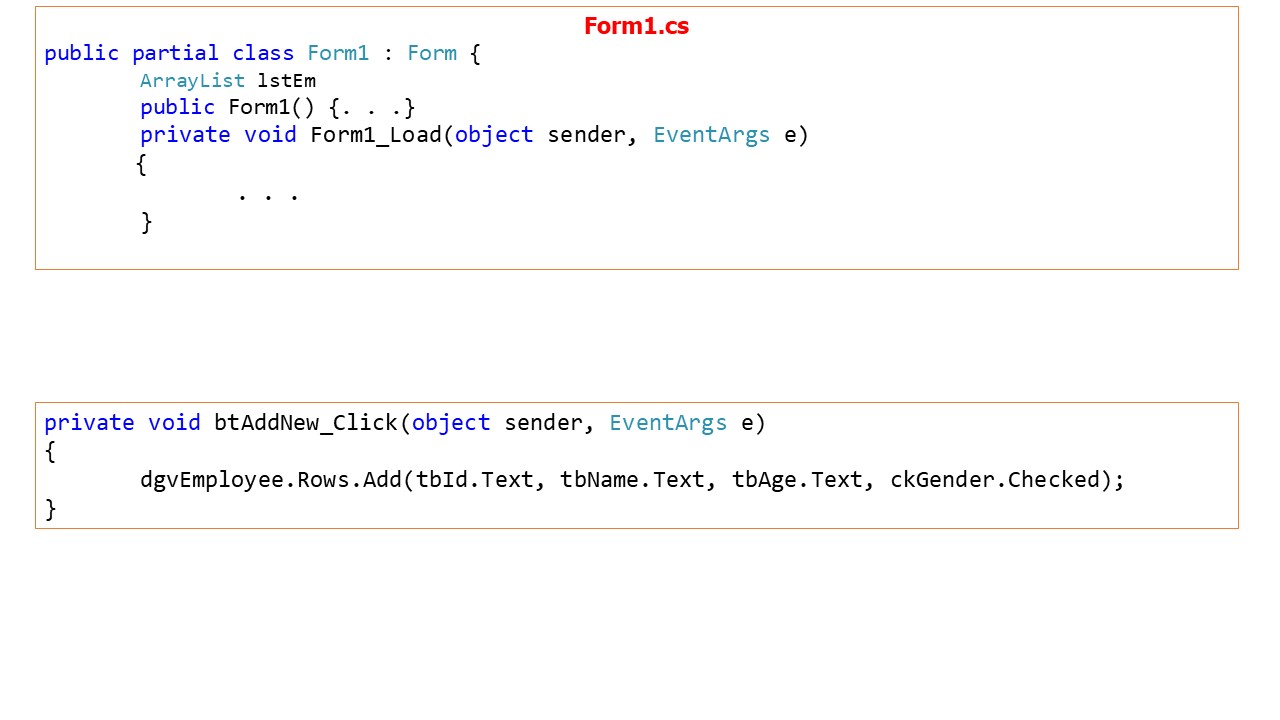 Form1.cs
public partial class Form1 : Form {
ArrayList lstEm
public Form1() {. . .}
private void Form1_Load(object sender, EventArgs e)
{
. . .
}
private void btAddNew_Click(object sender, EventArgs e)
{
dgvEmployee.Rows.Add(tbId.Text, tbName.Text, tbAge.Text, ckGender.Checked);
}